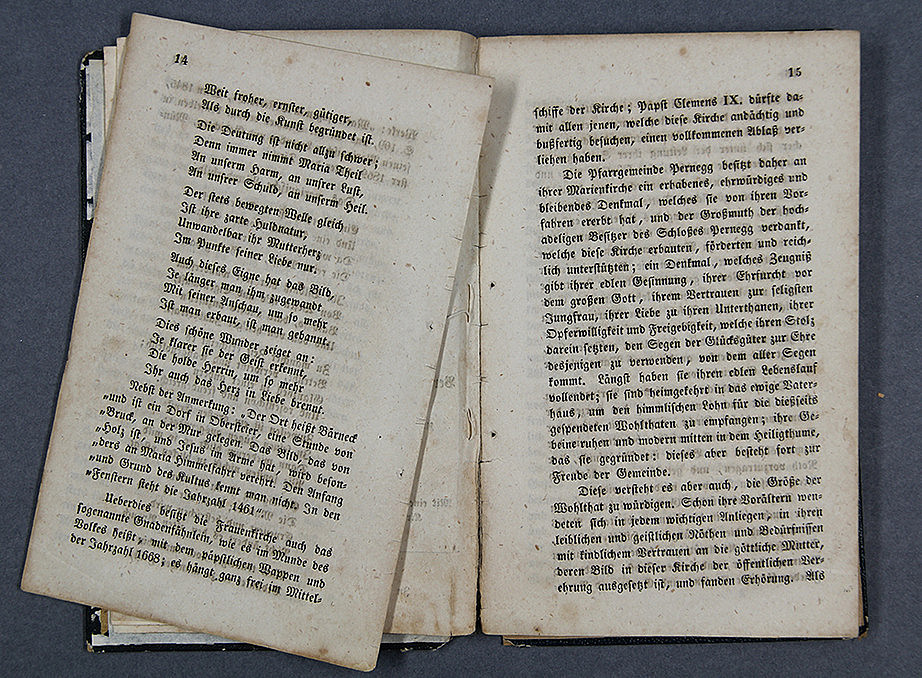 14
Weit froher, ernster, gütiger,
Als durch die Kunst begründet ist.
Die Deutung ist nicht allzu schwer;
Denn immer nimmt Maria Theil
An unserm Harm, an unsrer Lust,
An unsrer Schuld, an unserm Heil.
Der stets bewegten Welle gleich
Ist ihre zarte Huldnatur,
Unwandelbar ihr Mutterherz
Im Punkte seiner Liebe nur.
Auch dieses Eigne hat das Bild,
Je länger man ihm zugewandt
Mit seiner Anschau, um so mehr
Ist man erbaut, ist man gebannt.
Dies schöne Wunder zeiget an:
Je klarer sie der Geist erkennt,
Die holde Herrin, um so mehr
Ihr auch das Herz in Liebe brennt.
Nebst der Anmerkung: „Der Ort heißt Bärneck
„und ist ein Dorf in Obersteier, eine Stunde von
„Bruck, an der Mur gelegen. Das Bild, das von
„Holz ist, und Jesus im Arme hat, wird beson-
„ders an Maria Himmelfahrt verehrt. Den Anfang
„und Grund des Kultus kennt man nicht. In den
„Fenstern steht die Jahrzahl 1461“.
Ueberdies besitzt die Frauenkirche auch das
sogenannte Gnadenfähnlein, wie es im Munde des
Volkes heißt, mit dem päpstlichen Wappen und
der Jahrzahl 1668; es hängt ganz frei im Mittel-
15
schiffe der Kirche; Papst Clemens IX. dürfte da-
mit allen jenen, welche diese Kirche andächtig und
bußfertig besuchen, einen vollkommenen Ablaß ver-
liehen haben.
Die Pfarrgemeinde Pernegg besitzt daher an
ihrer Marienkirche ein erhabenes, ehrwürdiges und
bleibendes Denkmal, welches sie von ihren Vor-
fahren ererbt hat, und der Großmuth der hoch-
adeligen Besitzer des Schloßes Pernegg verdankt,
welche diese Kirche erbauten, förderten und reich-
lich unterstützten; ein Denkmal, welches Zeugniß
gibt ihrer edlen Gesinnung, ihrer Ehrfurcht vor
dem großen Gott, ihrem Vertrauen zur seligsten
Jungfrau, ihrer Liebe zu ihren Unterthanen, ihrer
Opferwilligkeit und Freigebigkeit, welche ihren Stolz
darein setzten, den Segen der Glücksgüter zur Ehre
desjenigen zu verwenden, von dem aller Segen
kommt. Längst haben sie ihren edlen Lebenslauf
vollendet; sie sind heimgekehrt in das ewige Vater-
haus, um den himmlischen Lohn für die dießseits
gespendeten Wohlthaten zu empfangen; ihre Ge-
beine ruhen und modern mitten in dem Heiligthume,
das sie gegründet: dieses aber besteht fort zur
Freude der Gemeinde.
Diese versteht es aber auch, die Größe der
Wohlthat zu würdigen. Schon ihre Vorältern wen-
deten sich in jedem wichtigen Anliegen, in ihren
leiblichen und geistlichen Nöthen und Bedürfnissen
mit kindlichem Vertrauen an die göttliche Mutter,
deren Bild in dieser Kirche der öffentlichen Ver-
ehrung ausgesetzt ist, und fanden Erhörung. Als